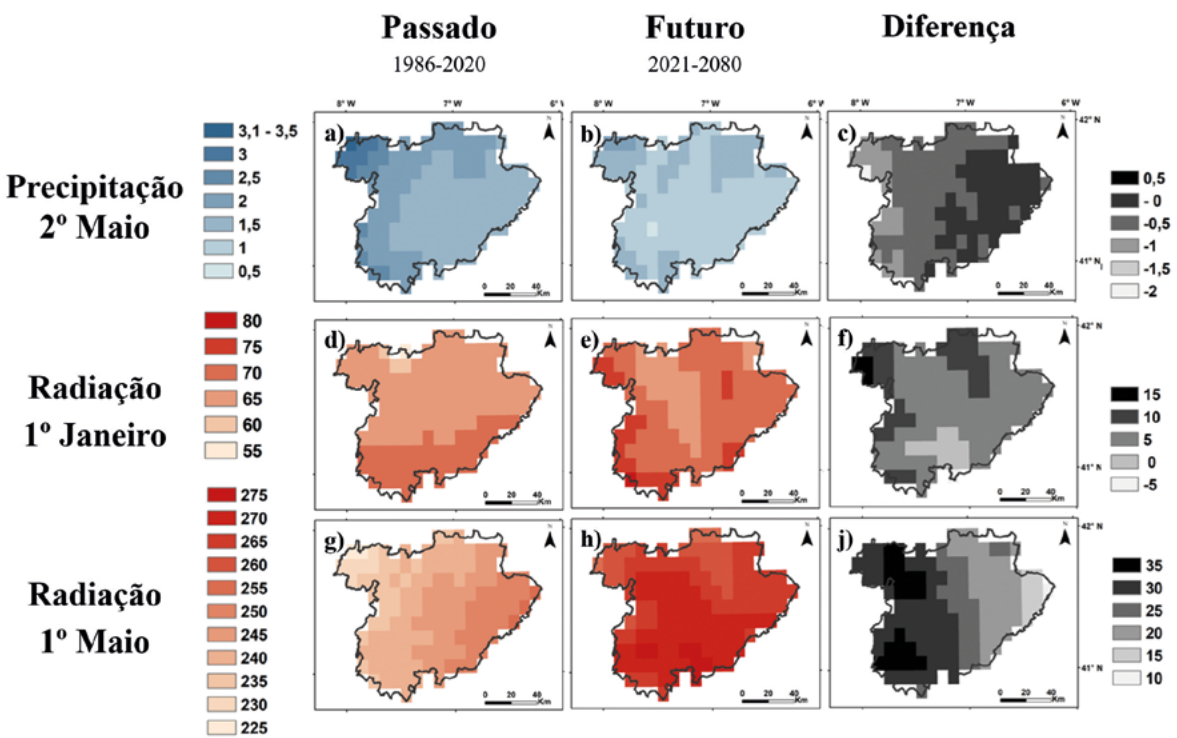 Passado
Futuro
Diferença
1986-2020
2021-2080
8° W
7° W
6° W
8° W
7° W
6° W
8° W
7° W
6° W
Precipitação
2º Maio
3,1 - 3,5
3
2,5
2
1,5
1
0,5
a)
N
0 20 40
Km
b)
N
0 20 40
Km
c)
N
0 20 40
Km
42° N
41° N
0,5
- 0
-0,5
-1
-1,5
-2
Radiação
1º Janeiro
80
75
70
65
60
55
d)
N
0 20 40
Km
e)
N
0 20 40
Km
f)
N
0 20 40
Km
42° N
41° N
15
10
5
0
-5
Radiação
1º Maio
275
270
265
260
255
250
245
240
235
230
225
g)
N
0 20 40
Km
h)
N
0 20 40
Km
j)
N
0 20 40
Km
42° N
41° N
35
30
25
20
15
10